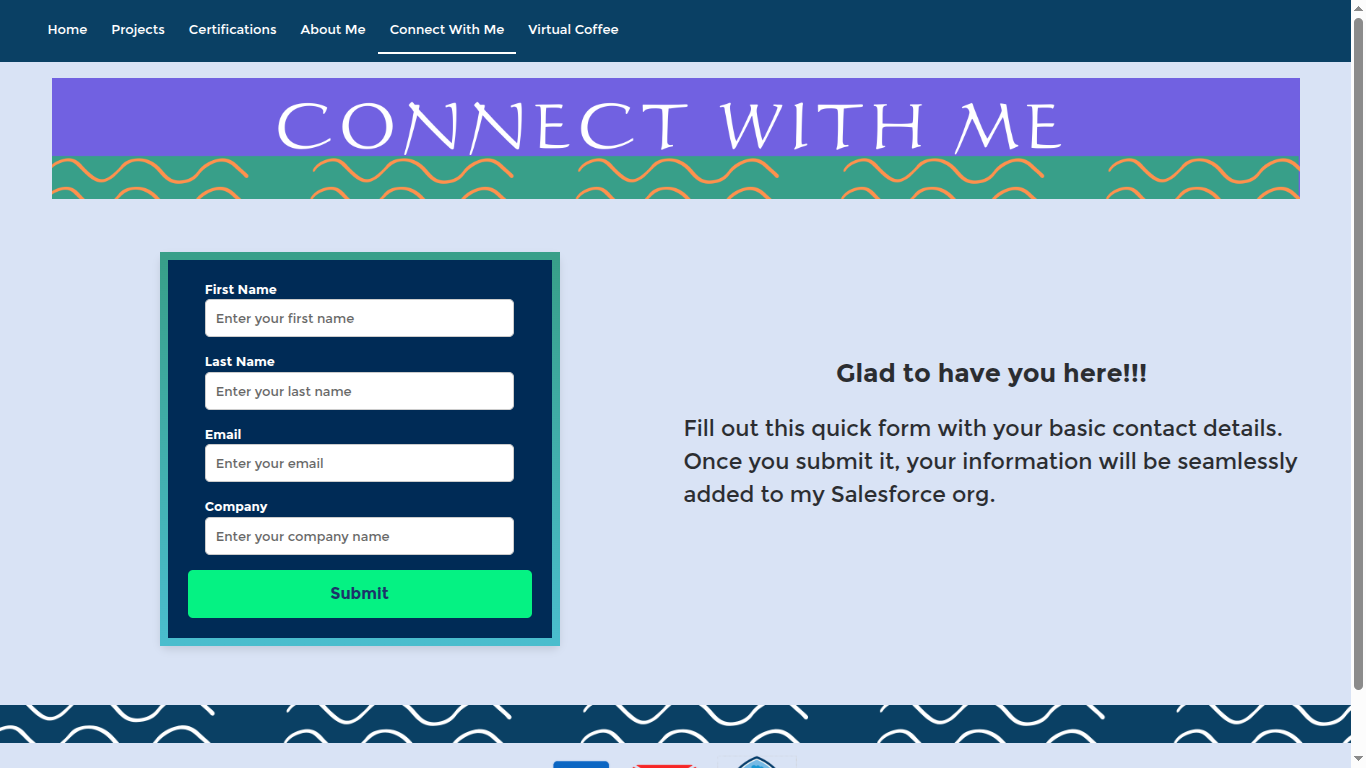 Home Projects Certifications About Me Connect With Me Virtual Coffee
CONNECT WITH ME
First Name
Enter your first name
Last Name
Enter your last name
Email
Enter your email
Company
Enter your company name
Submit
Glad to have you here!!!
Fill out this quick form with your basic contact details.
Once you submit it, your information will be seamlessly
added to my Salesforce org.